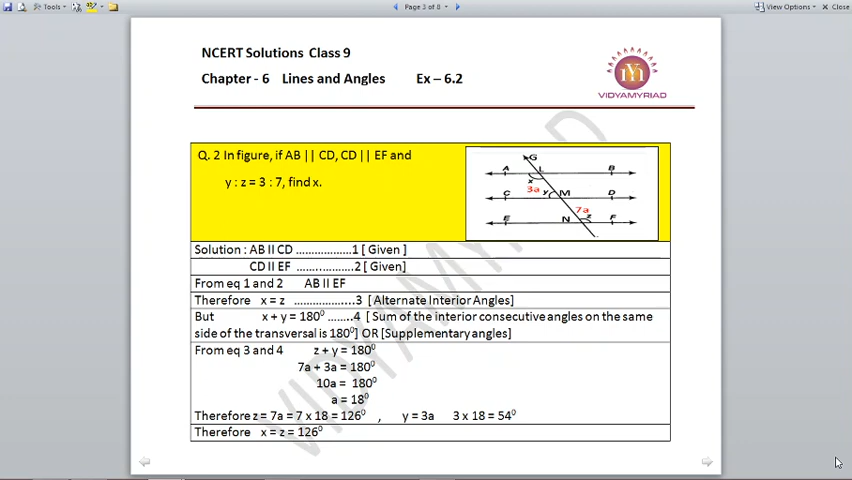 Tools
Page 3 of 8
View Options
Close
NCERT Solutions Class 9
Chapter - 6 Lines and Angles Ex – 6.2
VIDYAMYRIAD
Q. 2 In figure, if AB || CD, CD || EF and
y : z = 3 : 7, find x.
G
A L B
x
3a y M
C D
7a
E N z F
Solution : AB II CD ...................1 [ Given ]
CD II EF ..................2 [ Given]
From eq 1 and 2 AB II EF
Therefore x = z ...................3 [Alternate Interior Angles]
But x + y = 180⁰ ........4 [ Sum of the interior consecutive angles on the same
side of the transversal is 180⁰] OR [Supplementary angles]
From eq 3 and 4 z + y = 180⁰
7a + 3a = 180⁰
10a = 180⁰
a = 18⁰
Therefore z = 7a = 7 x 18 = 126⁰ , y = 3a 3 x 18 = 54⁰
Therefore x = z = 126⁰
VIDYAMYRIAD